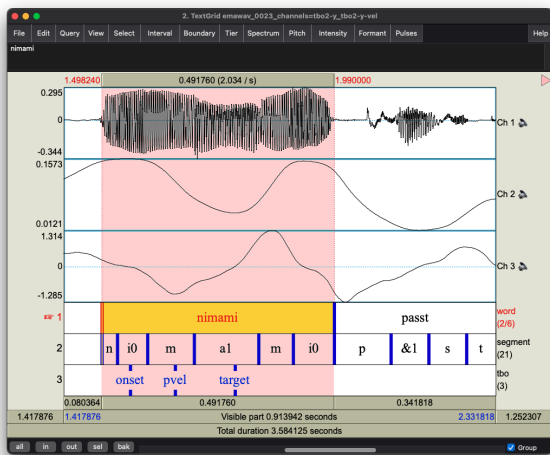 2. TextGrid emawav_0023_channels=tbo2-y_tbo2-y-vel
File Edit Query View Select Interval Boundary Tier Spectrum Pitch Intensity Formant Pulses Help
nimami
1.498240 0.491760 (2.034 / s) 1.990000
0.295
0
-0.344
Ch 1
0.1573
0.0121
Ch 2
1.314
0
-1.285
Ch 3
1 nimami passt word (2/6)
2 n i0 m a1 m i0 p &1 s t segment (21)
3 onset pvel target tbo (3)
0.080364 0.491760 0.341818
1.417876 1.417876 Visible part 0.913942 seconds 2.331818 1.252307
Total duration 3.584125 seconds
all in out sel bak Group